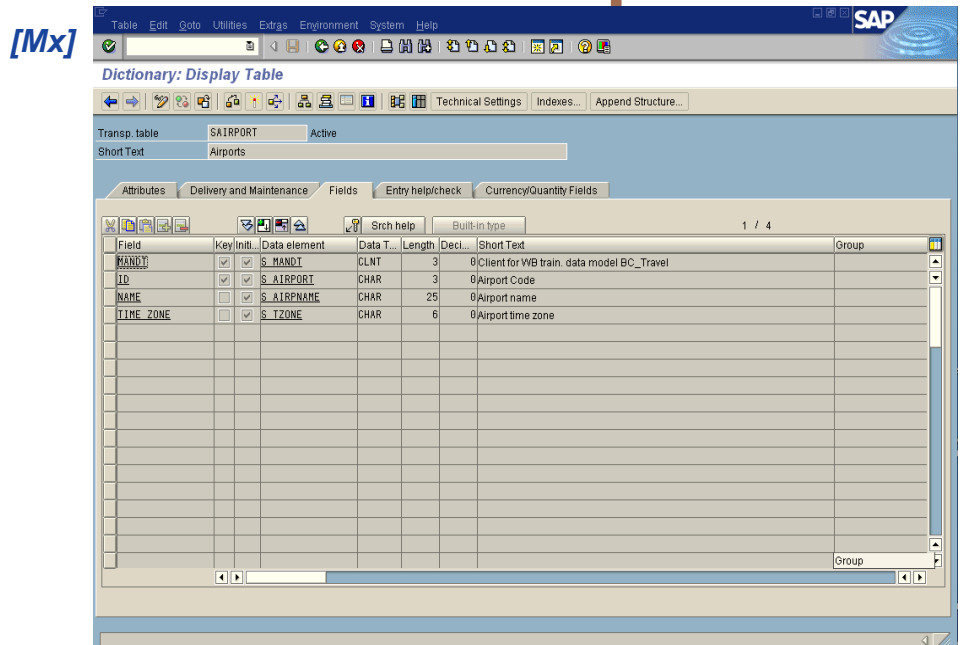 [Mx]
Table Edit Goto Utilities Extras Environment System Help
SAP
Dictionary: Display Table
Technical Settings Indexes... Append Structure...
Transp. table SAIRPORT Active
Short Text Airports
Attributes Delivery and Maintenance Fields Entry help/check Currency/Quantity Fields
Srch help Built-in type 1 / 4
Field Key Initi... Data element Data T... Length Deci... Short Text Group
MANDT S_MANDT CLNT 3 0 Client for WB train. data model BC_Travel
ID S_AIRPORT CHAR 3 0 Airport Code
NAME S_AIRPNAME CHAR 25 0 Airport name
TIME_ZONE S_TZONE CHAR 6 0 Airport time zone
Group